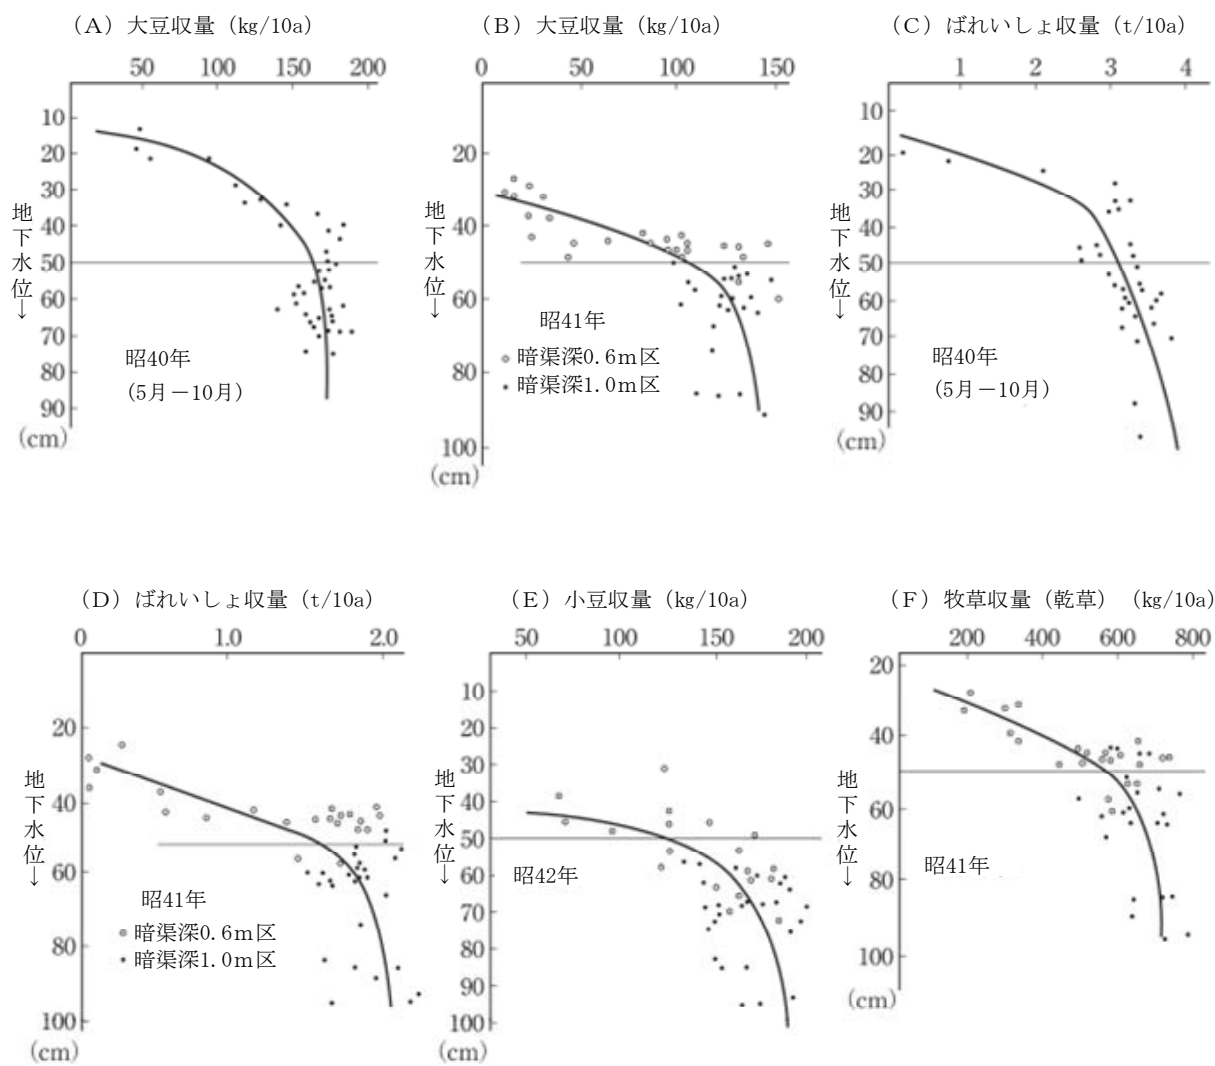 （A）大豆収量（kg/10a）
50 100 150 200
10
20
30
40
50
60
70
80
90
(cm)
地下水位→
昭40年
(5月－10月)
（B）大豆収量（kg/10a）
0 50 100 150
20
40
60
80
100
(cm)
地下水位→
昭41年
暗渠深0.6m区
暗渠深1.0m区
（C）ばれいしょ収量（t/10a）
1 2 3 4
10
20
30
40
50
60
70
80
90
(cm)
地下水位→
昭40年
(5月－10月)
（D）ばれいしょ収量（t/10a）
0 1.0 2.0
20
40
60
80
100
(cm)
地下水位→
昭41年
暗渠深0.6m区
暗渠深1.0m区
（E）小豆収量（kg/10a）
50 100 150 200
10
20
30
40
50
60
70
80
90
100
(cm)
地下水位→
昭42年
（F）牧草収量（乾草）（kg/10a）
200 400 600 800
20
40
60
80
100
(cm)
地下水位→
昭41年